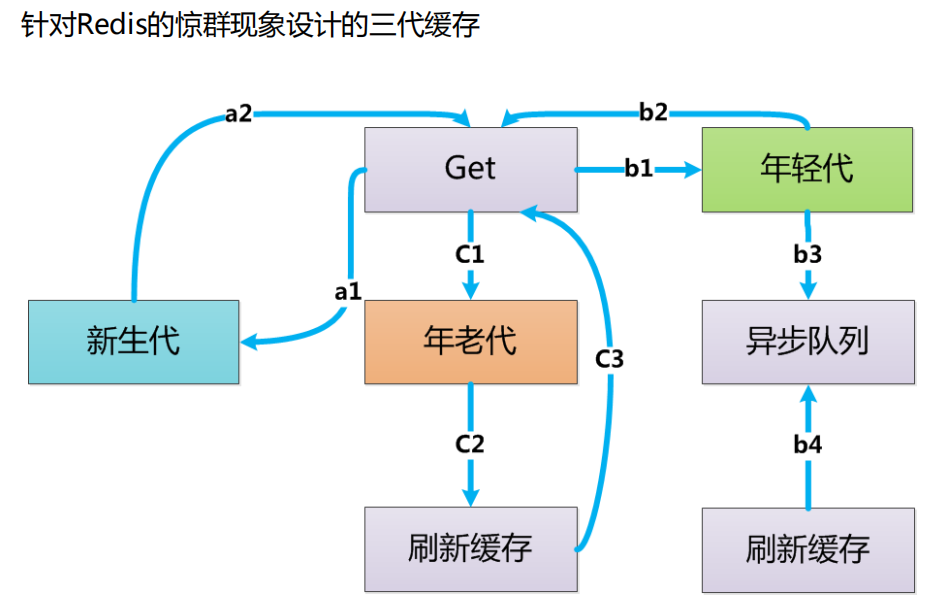 针对Redis的惊群现象设计的三代缓存
a2
b2
Get
b1
年轻代
C1
b3
a1
新生代
年老代
异步队列
C3
C2
b4
刷新缓存
刷新缓存